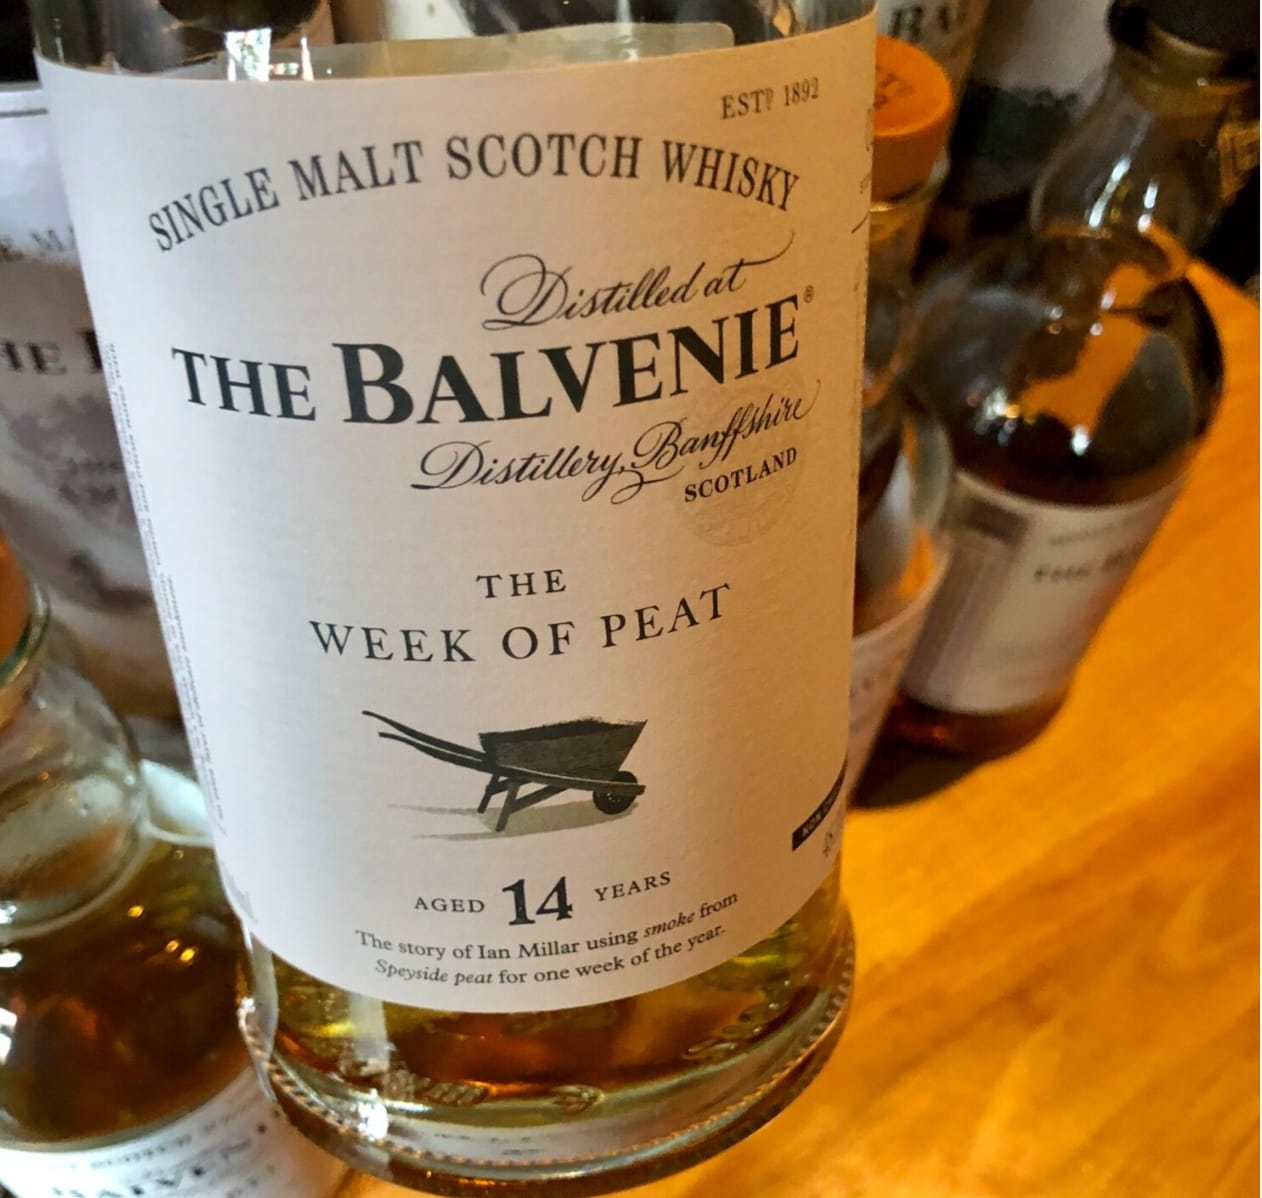 ESTD 1892
SINGLE MALT SCOTCH WHISKY
Distilled at
THE BALVENIE®
Distillery, Banffshire
SCOTLAND
THE
WEEK OF PEAT
AGED 14 YEARS
The story of Ian Millar using smoke from
Speyside peat for one week of the year.